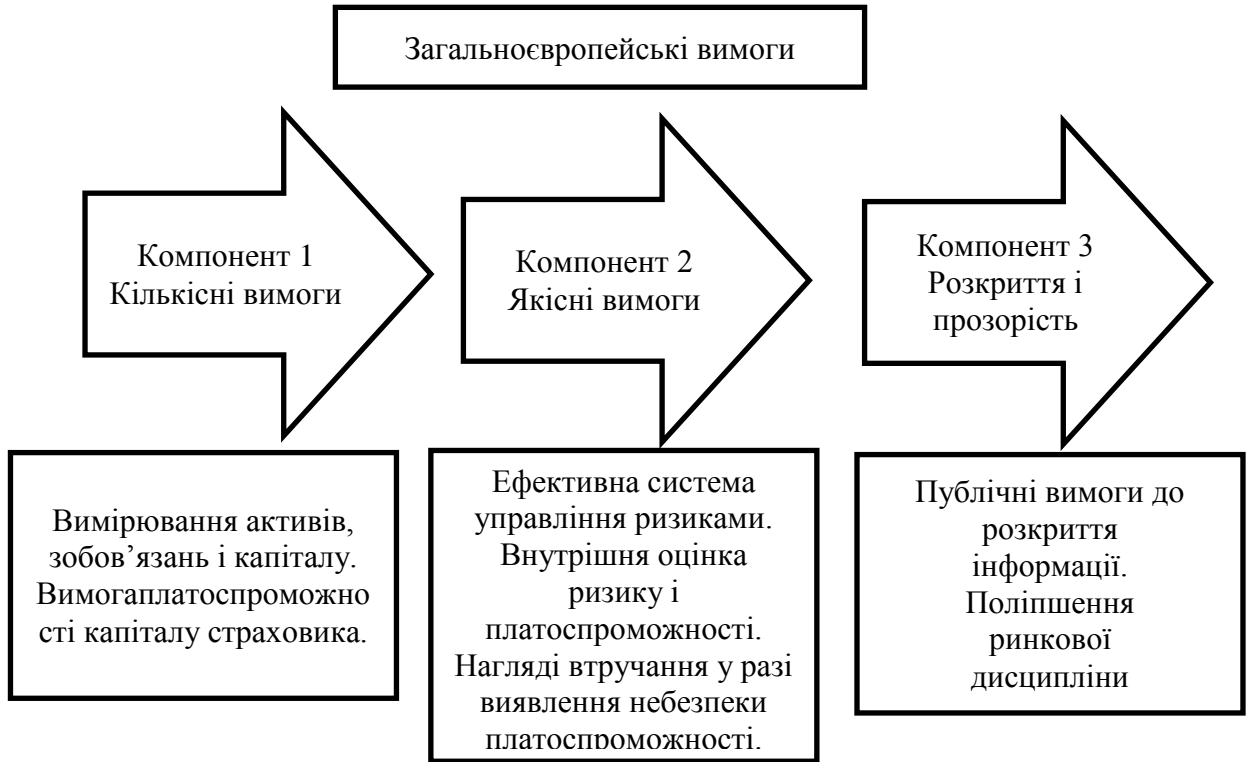 Загальноєвропейські вимоги
Компонент 1
Кількісні вимоги
Компонент 2
Якісні вимоги
Компонент 3
Розкриття і
прозорість
Вимірювання активів,
зобов’язань і капіталу.
Вимогаплатоспроможно
сті капіталу страховика.
Ефективна система
управління ризиками.
Внутрішня оцінка
ризику і
платоспроможності.
Нагляді втручання у разі
виявлення небезпеки
платоспроможності.
Публічні вимоги до
розкриття
інформації.
Поліпшення
ринкової
дисципліни